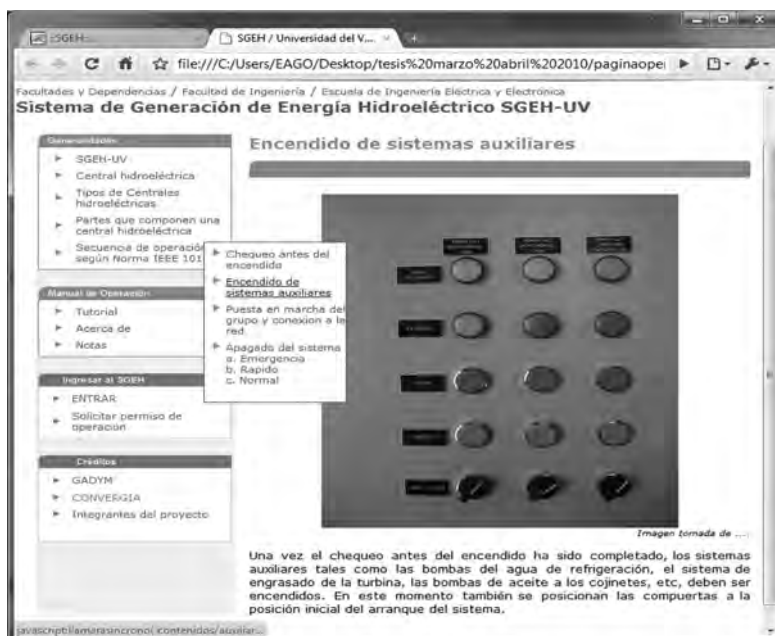 SGEH / Universidad del V...
file:///C:/Users/EAGO/Desktop/tesis%20marzo%20abril%202010/paginaope
Facultades y Dependencias / Facultad de Ingeniería / Escuela de Ingeniería Eléctrica y Electrónica
Sistema de Generación de Energía Hidroeléctrico SGEH-UV
SGEH-UV
Central hidroeléctrica
Tipos de Centrales
hidroeléctricas
Partes que componen una
central hidroeléctrica
Secuencia de operación
según Norma IEEE 101
Chequeo antes del
encendido
Encendido de
sistemas auxiliares
Puesta en marcha del
grupo y conexion a la
red
Apagado del sistema
a. Emergencia
b. Rapido
c. Normal
Manual de Operación
Tutorial
Acerca de
Notas
Ingresar al SGEH
ENTRAR
Solicitar permiso de
operación
Créditos
GADYM
CONVERGIA
Integrantes del proyecto
Encendido de sistemas auxiliares
Imagen tomada de ....
Una vez el chequeo antes del encendido ha sido completado, los sistemas
auxiliares tales como las bombas del agua de refrigeración, el sistema de
engrasado de la turbina, las bombas de aceite a los cojinetes, etc, deben ser
encendidos. En este momento también se posicionan las compuertas a la
posición inicial del arranque del sistema.